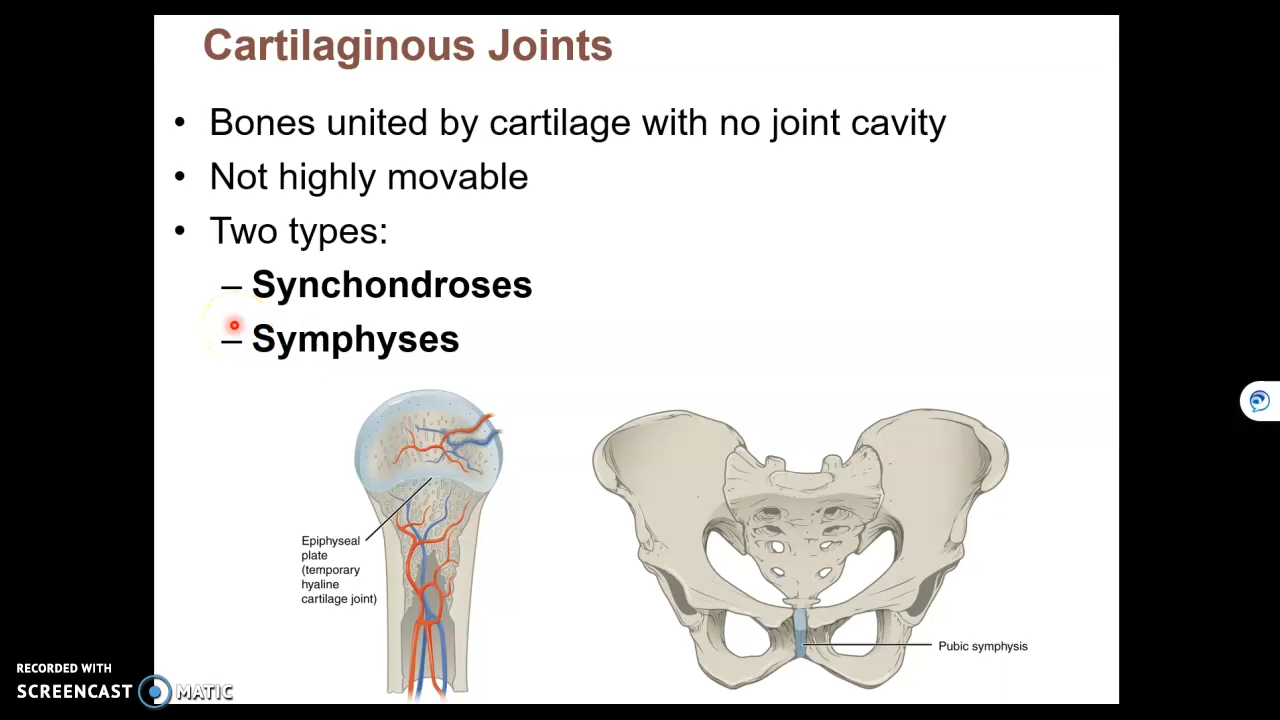 Cartilaginous Joints
• Bones united by cartilage with no joint cavity
• Not highly movable
• Two types:
– Synchondroses
– Symphyses
Epiphyseal
plate
(temporary
hyaline
cartilage joint)
Pubic symphysis
RECORDED WITH
SCREENCAST MATIC